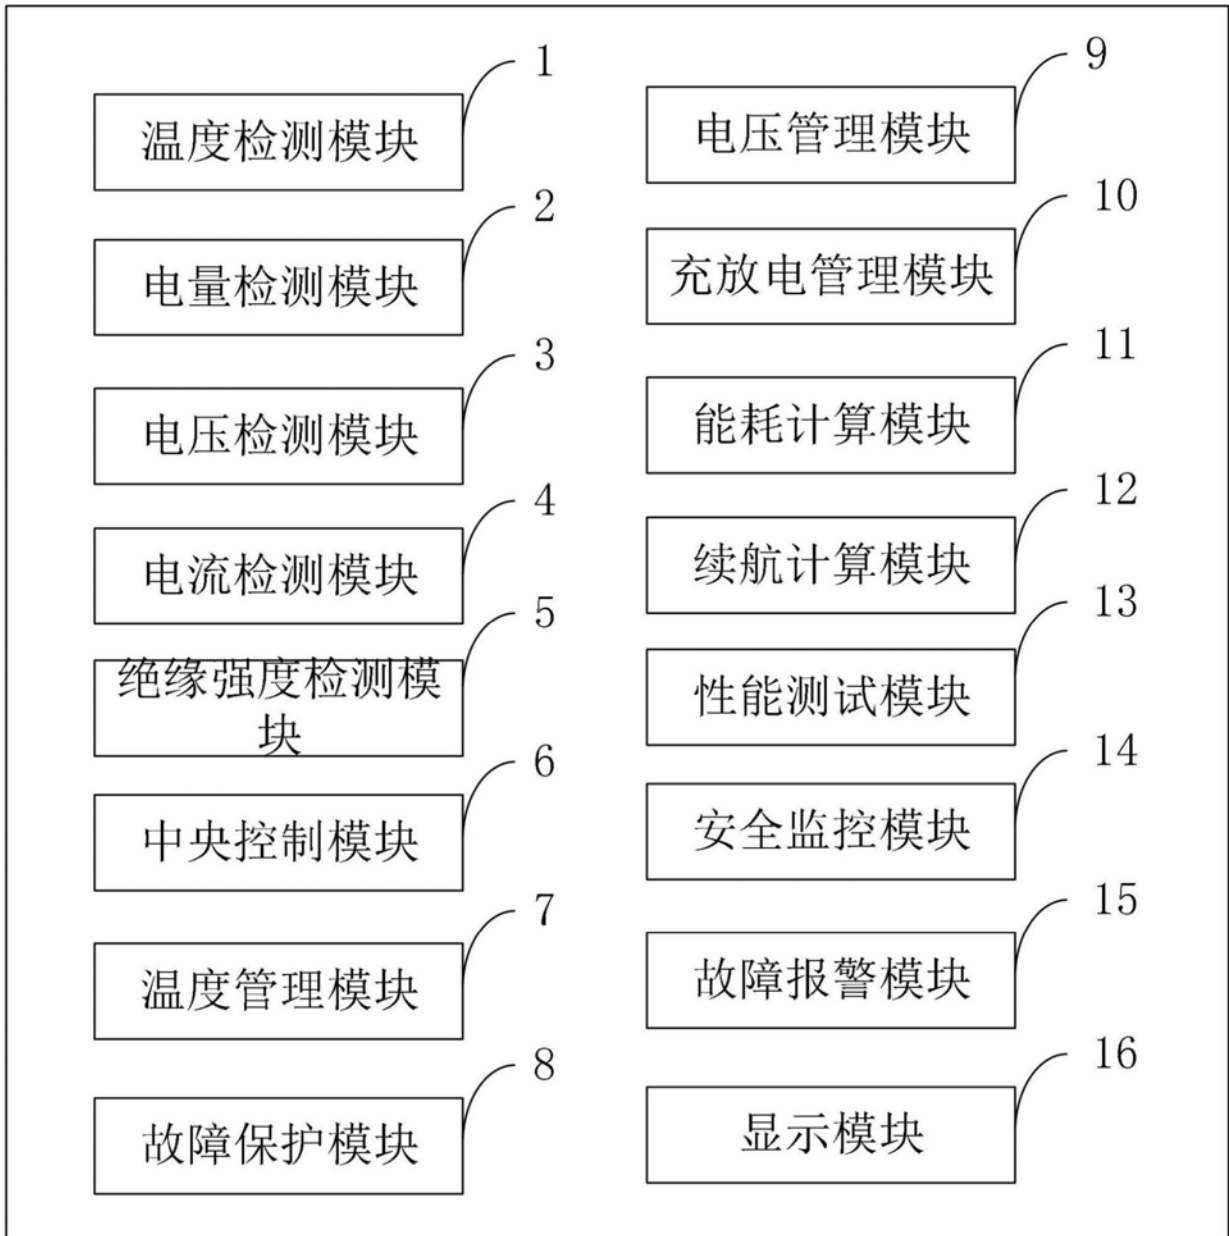 1
温度检测模块
2
电量检测模块
3
电压检测模块
4
电流检测模块
5
绝缘强度检测模
块
6
中央控制模块
7
温度管理模块
8
故障保护模块
9
电压管理模块
10
充放电管理模块
11
能耗计算模块
12
续航计算模块
13
性能测试模块
14
安全监控模块
15
故障报警模块
16
显示模块